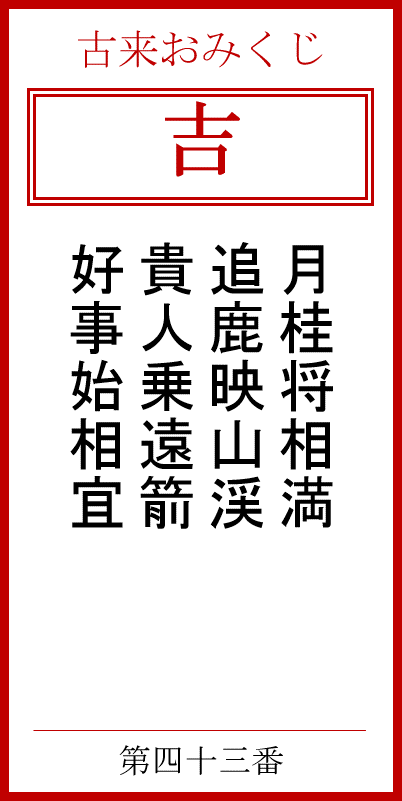 古来おみくじ
吉
月桂将相満
追鹿映山渓
貴人乗遠箭
好事始相宜
第四十三番